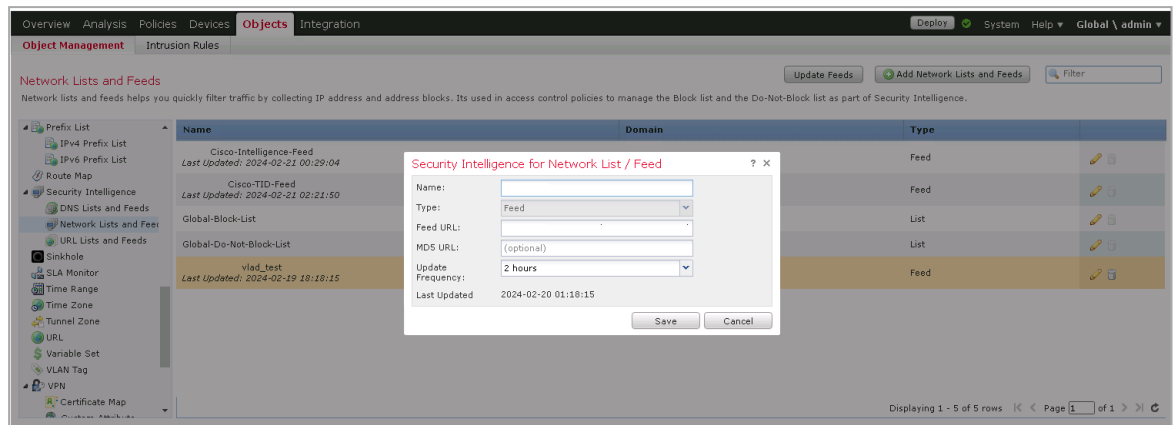 Overview Analysis Policies Devices Objects Integration Deploy System Help Global \ admin
Object Management Intrusion Rules
Network Lists and Feeds
Update Feeds Add Network Lists and Feeds Filter
Network lists and feeds helps you quickly filter traffic by collecting IP address and address blocks. Its used in access control policies to manage the Block list and the Do-Not-Block list as part of Security Intelligence.
Prefix List
IPv4 Prefix List
IPv6 Prefix List
Route Map
Security Intelligence
DNS Lists and Feeds
Network Lists and Fee
URL Lists and Feeds
Sinkhole
SLA Monitor
Time Range
Time Zone
Tunnel Zone
URL
Variable Set
VLAN Tag
VPN
Certificate Map
Name Domain Type
Cisco-Intelligence-Feed
Last Updated: 2024-02-21 00:29:04
Feed
Cisco-TID-Feed
Last Updated: 2024-02-21 02:21:50
Feed
Global-Block-List List
Global-Do-Not-Block-List List
vlad_test
Last Updated: 2024-02-19 18:18:15
Feed
Security Intelligence for Network List / Feed ? X
Name:
Type: Feed
Feed URL:
MD5 URL: (optional)
Update Frequency: 2 hours
Last Updated 2024-02-20 01:18:15
Save Cancel
Displaying 1 - 5 of 5 rows Page 1 of 1